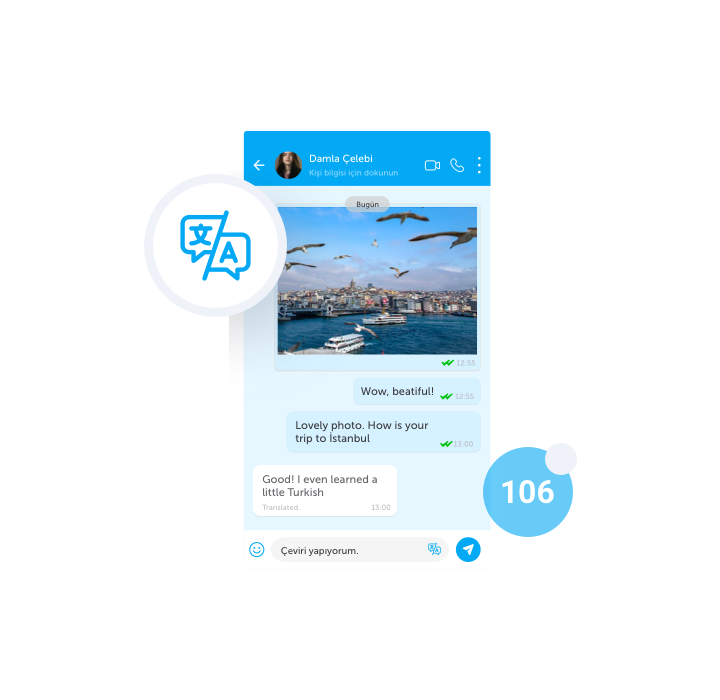 Damla Çelebi
Kişi bilgisi için dokunun
Bugün
文
A
12:55
Wow, beatiful!
12:55
Lovely photo. How is your
trip to İstanbul
13:00
Good! I even learned a
little Turkish
Translated.
13:00
106
Çeviri yapıyorum.